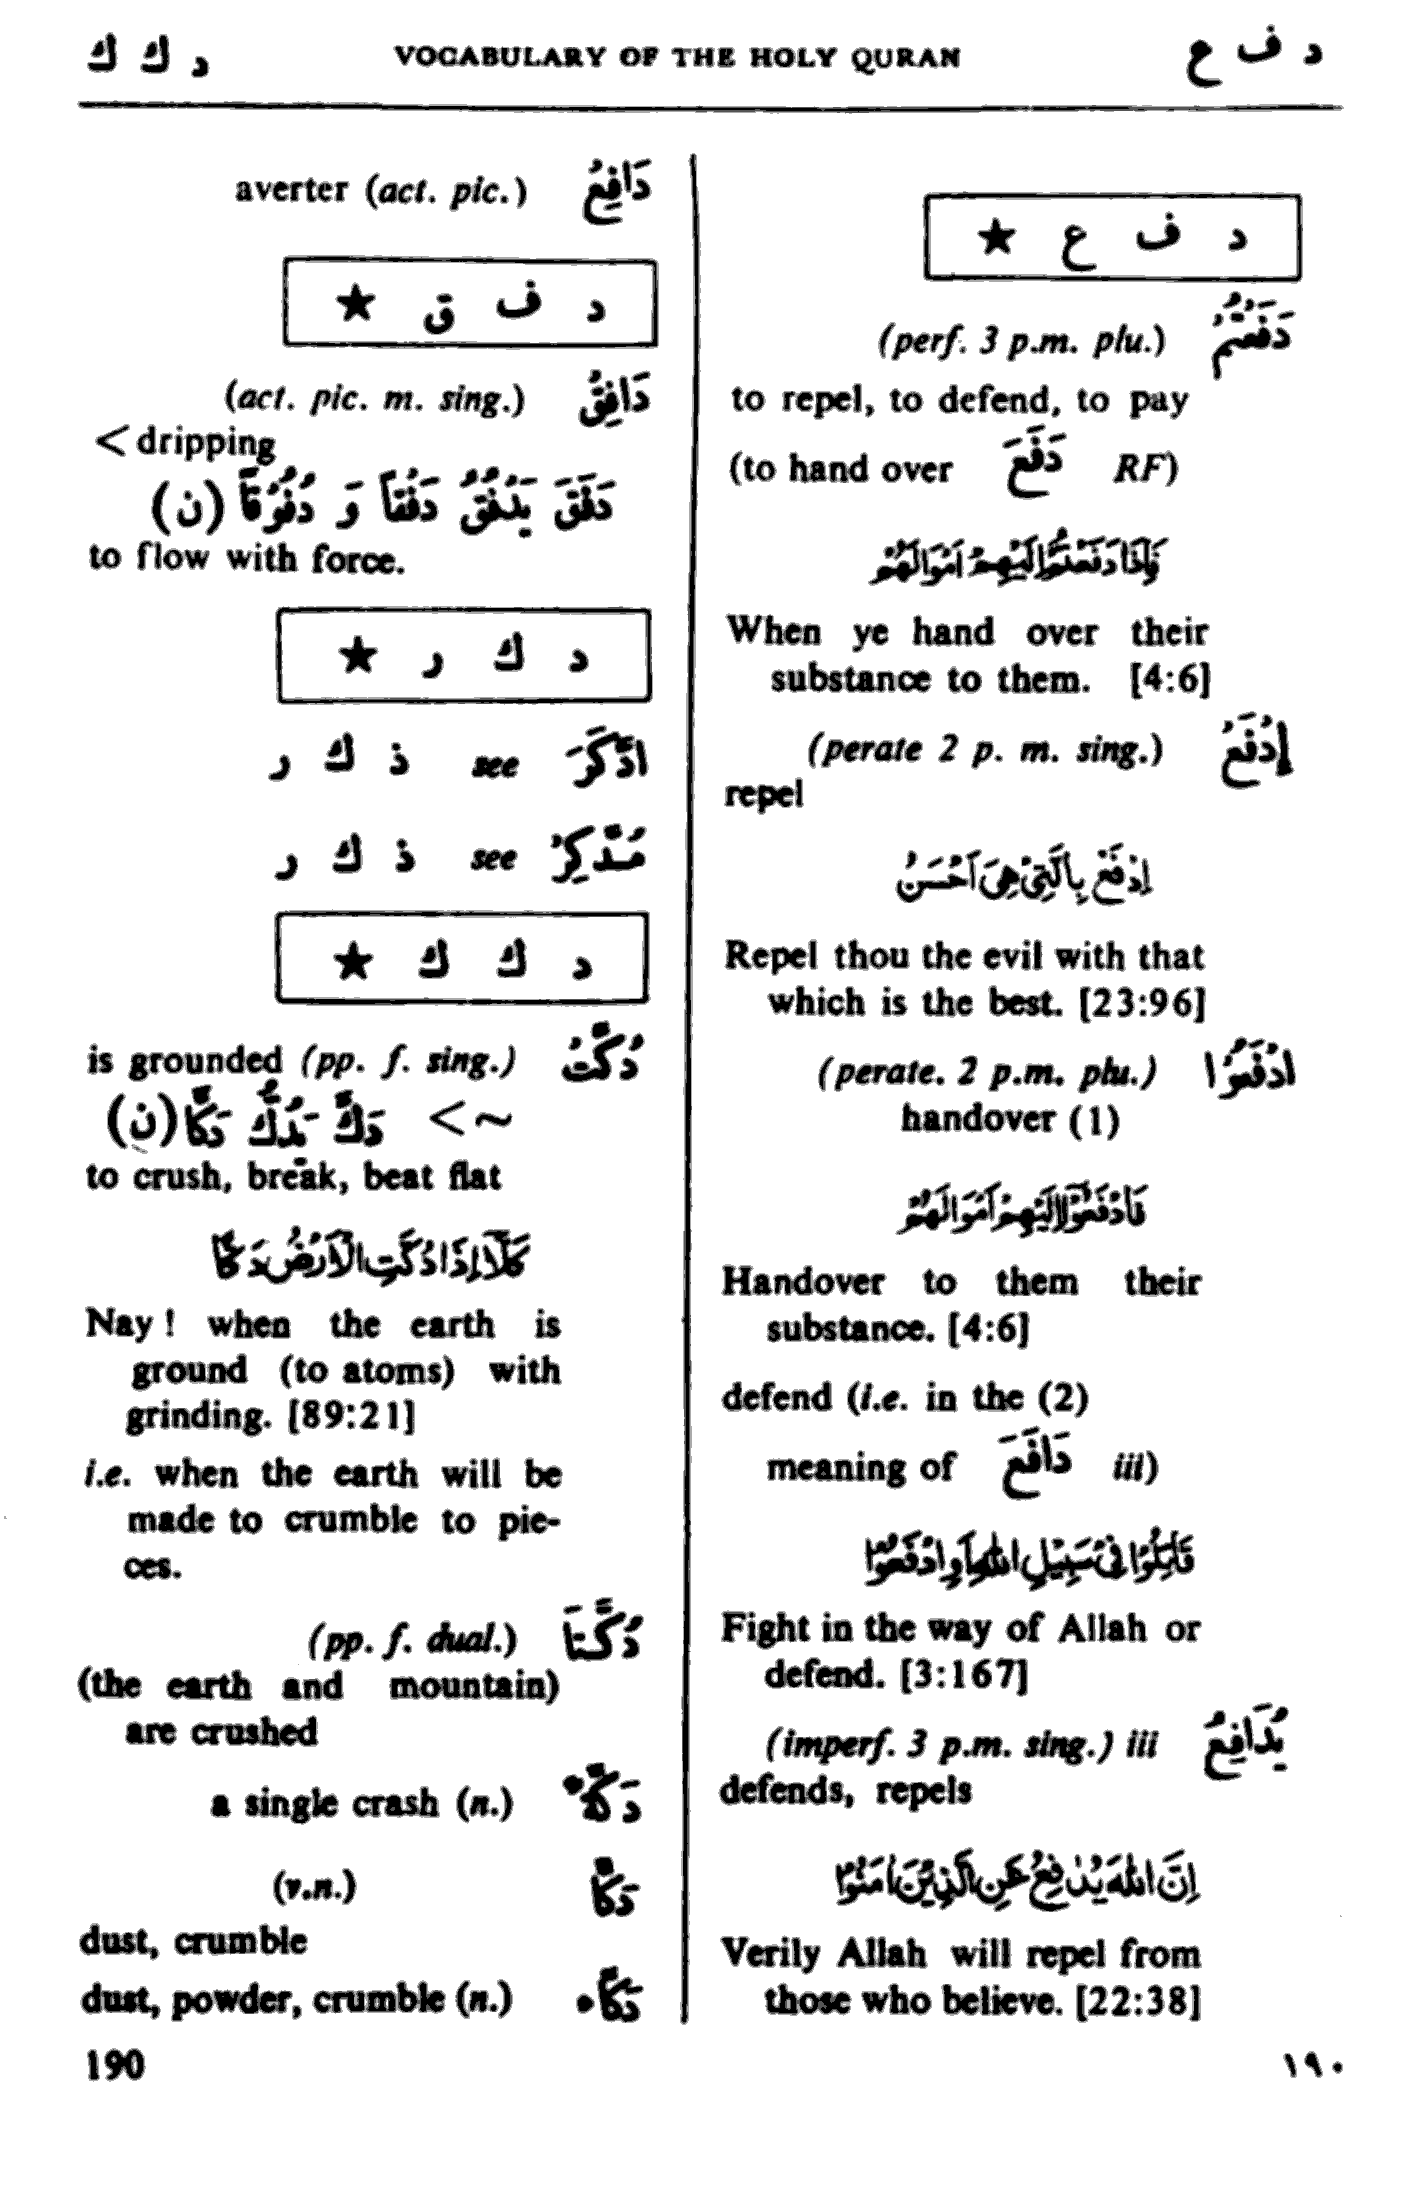 د ك ك VOCABULARY OF THE HOLY QURAN د ف ع
د ف ع ★
(perf. 3 p.m. plu.) دَفَعْتُمْ
to repel, to defend, to pay
(to hand over دَفَعَ RF)
فَإِذَا دَفَعْتُمْ إِلَيْهِمْ أَمْوَالَهُمْ
When ye hand over their
substance to them. [4:6]
(perate 2 p. m. sing.) إِدْفَعْ
repel
اِدْفَعْ بِالَّتِيْ هِيَ اَحْسَنُ
Repel thou the evil with that
which is the best. [23:96]
(perate. 2 p.m. plu.) ادْفَعُوْا
handover (1)
فَادْفَعُوْٓا اِلَيْهِمْ اَمْوَالَهُمْ
Handover to them their
substance. [4:6]
defend (i.e. in the (2)
meaning of دَافَعَ iii)
قَاتِلُوْا فِيْ سَبِيْلِ اللهِ اَوِ ادْفَعُوْا
Fight in the way of Allah or
defend. [3:167]
(imperf. 3 p.m. sing.) iii يُدَافِعُ
defends, repels
اِنَّ اللهَ يُدٰفِعُ عَنِ الَّذِيْنَ اٰمَنُوْا
Verily Allah will repel from
those who believe. [22:38]
averter (act. pic.) دَافِعٌ
د ف ق ★
(act. pic. m. sing.) دَافِقٌ
< dripping
دَفَقَ يَدْفُقُ دَفْقاً وَ دُفُوْقاً (ن)
to flow with force.
د ك ر ★
ادَّكَرَ see ذ ك ر
مُدَّكِرٌ see ذ ك ر
د ك ك ★
is grounded (pp. f. sing.) دُكَّتْ
~ > دَكَّ يَدُكُّ دَكًّا (ن)
to crush, break, beat flat
كَلَّآ اِذَا دُكَّتِ الْاَرْضُ دَكًّا
Nay ! when the earth is
ground (to atoms) with
grinding. [89:21]
i.e. when the earth will be
made to crumble to pie-
ces.
(pp. f. dual.) دُكَّتَا
(the earth and mountain)
are crushed
a single crash (n.) دَكَّةٌ
(v.n.) دَكًّا
dust, crumble
dust, powder, crumble (n.) دَكَّاء
190 ١٩٠